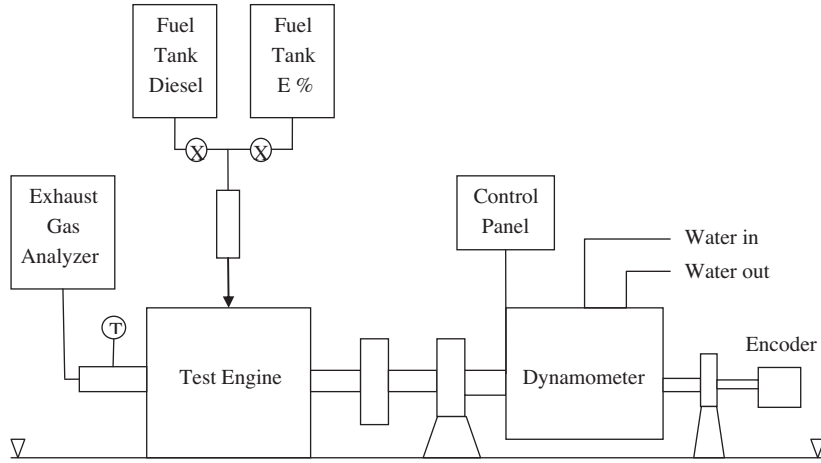 Fuel
Tank
Diesel
Fuel
Tank
E %
X
X
Exhaust
Gas
Analyzer
Control
Panel
Water in
Water out
T
Test Engine
Dynamometer
Encoder